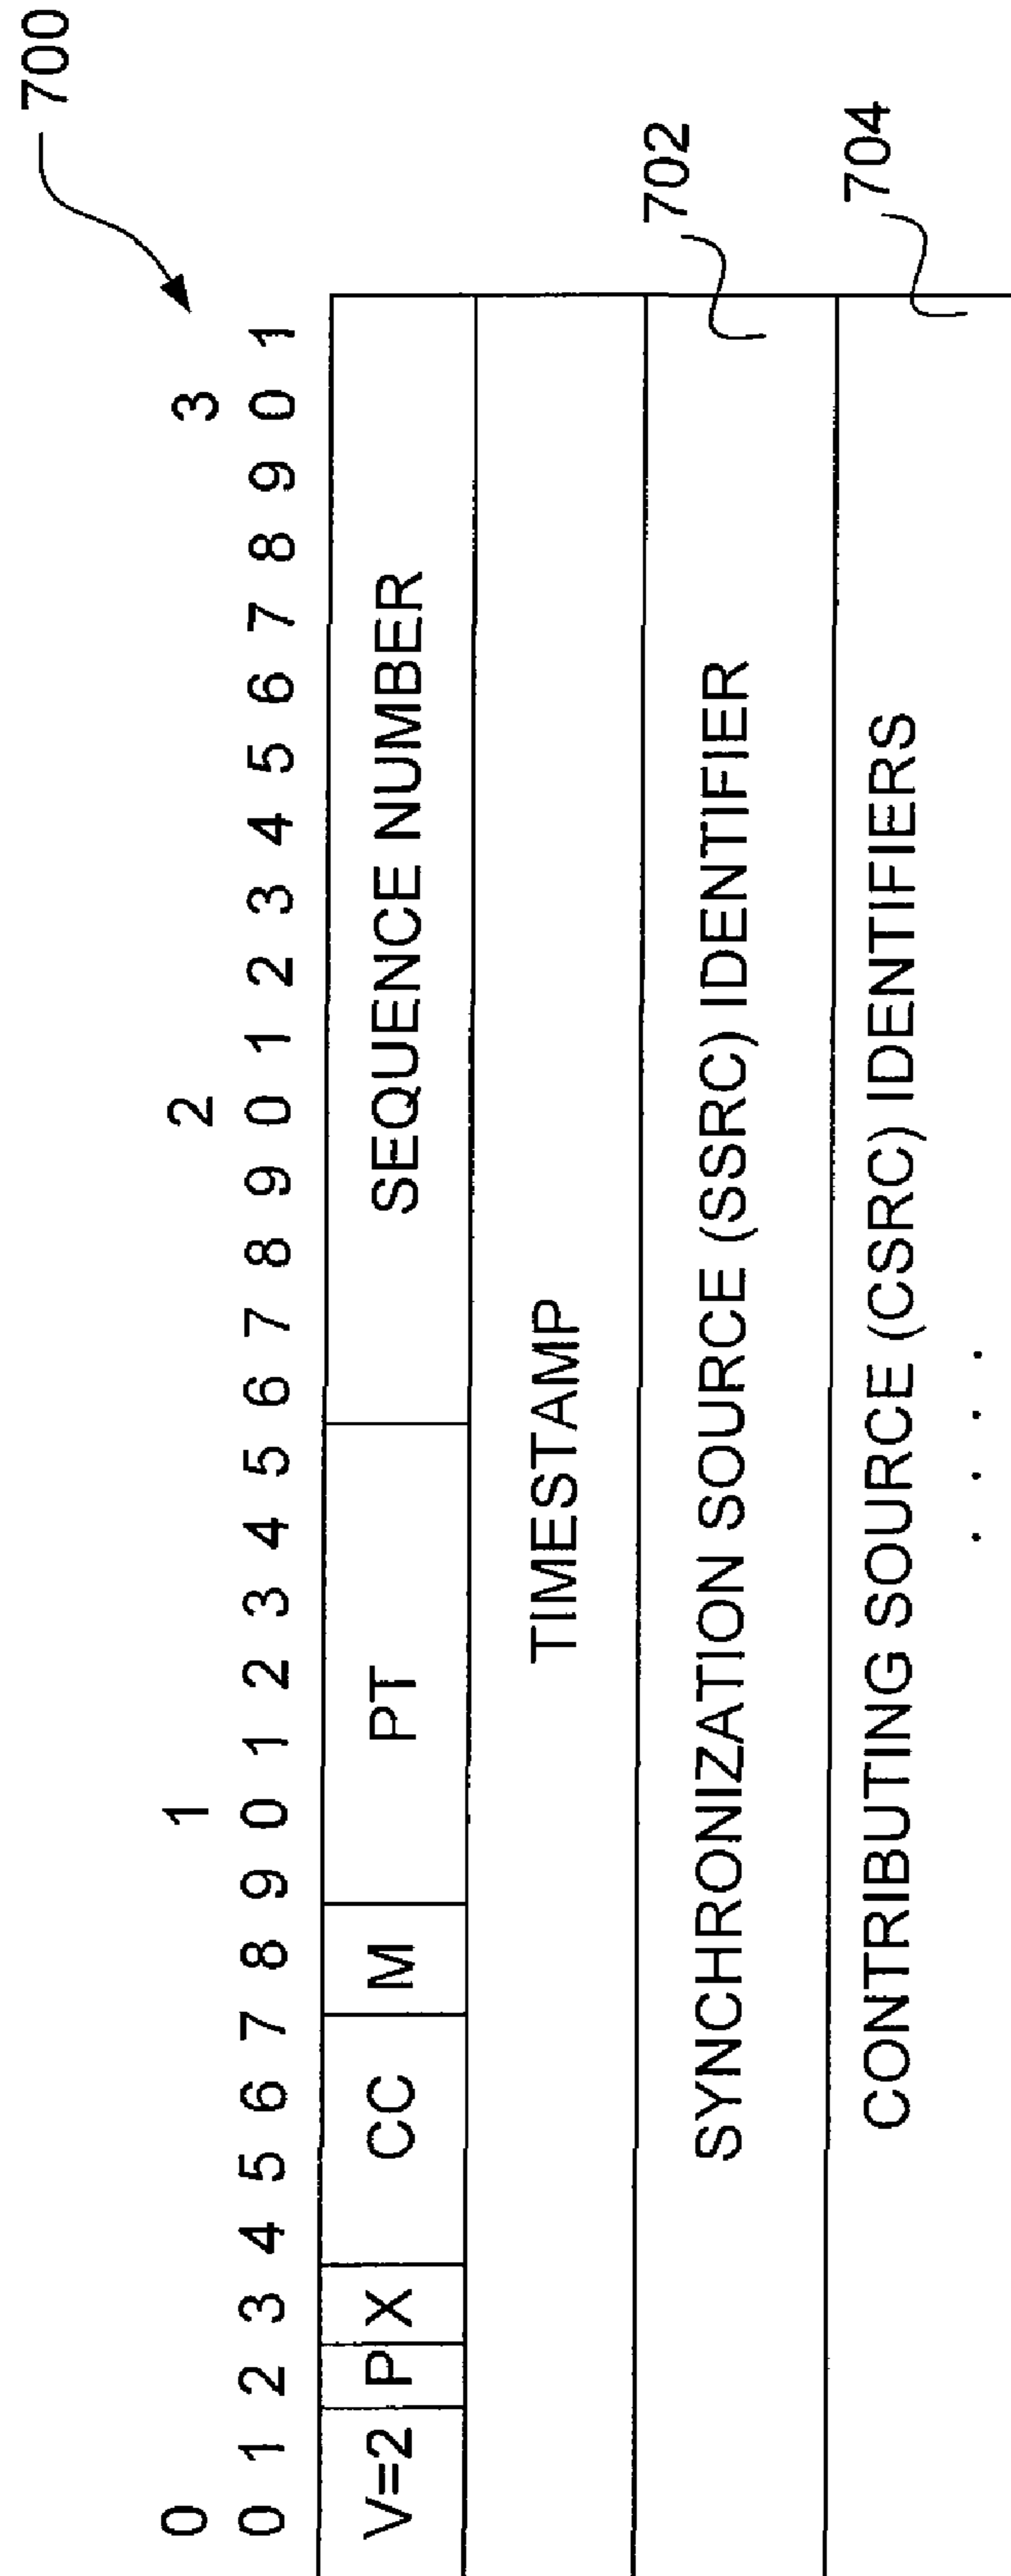 700
0 1 2 3
0 1 2 3 4 5 6 7 8 9 0 1 2 3 4 5 6 7 8 9 0 1 2 3 4 5 6 7 8 9 0 1
V=2 P X CC M PT SEQUENCE NUMBER
TIMESTAMP
SYNCHRONIZATION SOURCE (SSRC) IDENTIFIER 702
CONTRIBUTING SOURCE (CSRC) IDENTIFIERS 704
. . . .